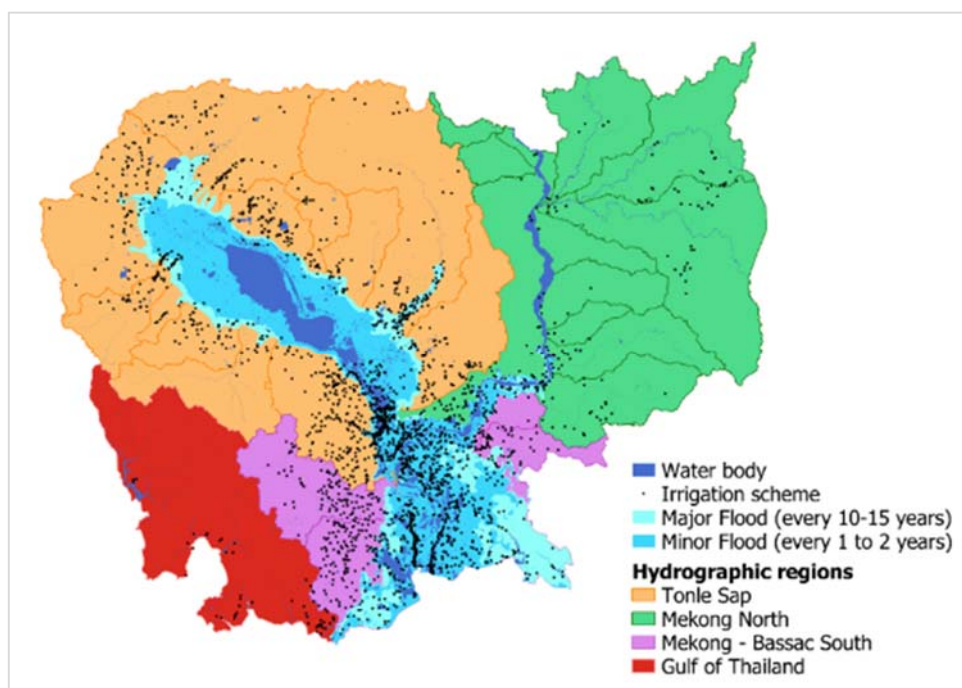 Water body
Irrigation scheme
Major Flood (every 10-15 years)
Minor Flood (every 1 to 2 years)
Hydrographic regions
Tonle Sap
Mekong North
Mekong - Bassac South
Gulf of Thailand